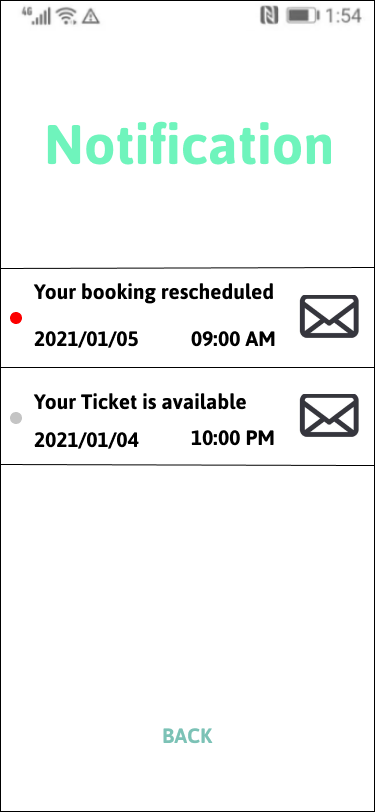 4G 1:54
Notification
Your booking rescheduled
2021/01/05 09:00 AM
Your Ticket is available
2021/01/04 10:00 PM
BACK